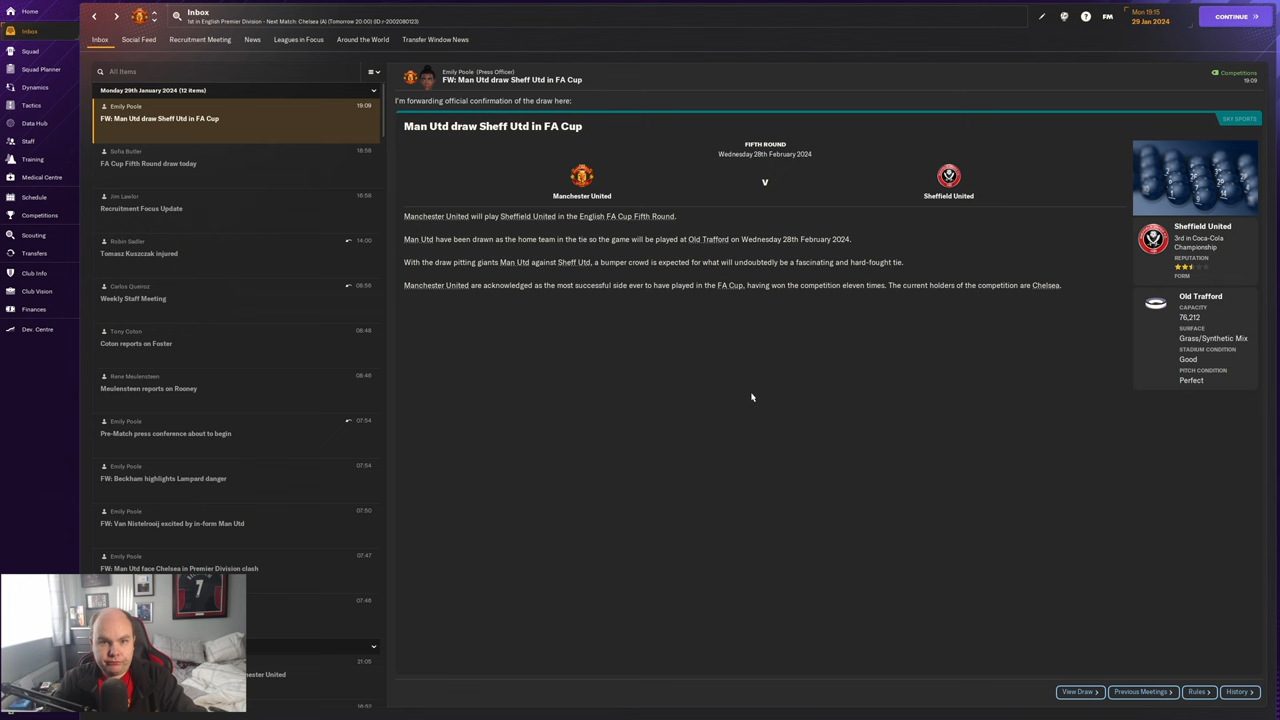 Home
Inbox
Squad
Squad Planner
Dynamics
Tactics
Data Hub
Staff
Training
Medical Centre
Schedule
Competitions
Scouting
Transfers
Club Info
Club Vision
Finances
Dev. Centre
Inbox
1st in English Premier Division - Next Match: Chelsea (A) (Tomorrow 20:00) (ID:r-2002080123)
FM
Mon 19:15
29 Jan 2024
CONTINUE
Inbox Social Feed Recruitment Meeting News Leagues in Focus Around the World Transfer Window News
All Items
Monday 29th January 2024 (12 items)
Emily Poole 19:09
FW: Man Utd draw Sheff Utd in FA Cup
Sofia Butler 18:58
FA Cup Fifth Round draw today
Jim Lawlor 16:58
Recruitment Focus Update
Robin Sadler 14:00
Tomasz Kuszczak injured
Carlos Queiroz 08:56
Weekly Staff Meeting
Tony Coton 08:48
Coton reports on Foster
Rene Meulensteen 08:46
Meulensteen reports on Rooney
Emily Poole 07:54
Pre-Match press conference about to begin
Emily Poole 07:54
FW: Beckham highlights Lampard danger
Emily Poole 07:50
FW: Van Nistelrooij excited by in-form Man Utd
Emily Poole 07:47
FW: Man Utd face Chelsea in Premier Division clash
07:46
21:05
ester United
16:52
Emily Poole (Press Officer)
FW: Man Utd draw Sheff Utd in FA Cup
Competitions
19:09
I'm forwarding official confirmation of the draw here:
SKY SPORTS
Man Utd draw Sheff Utd in FA Cup
FIFTH ROUND
Wednesday 28th February 2024
Manchester United
v
Sheffield United
Manchester United will play Sheffield United in the English FA Cup Fifth Round.
Man Utd have been drawn as the home team in the tie so the game will be played at Old Trafford on Wednesday 28th February 2024.
With the draw pitting giants Man Utd against Sheff Utd, a bumper crowd is expected for what will undoubtedly be a fascinating and hard-fought tie.
Manchester United are acknowledged as the most successful side ever to have played in the FA Cup, having won the competition eleven times. The current holders of the competition are Chelsea.
Sheffield United
3rd in Coca-Cola
Championship
REPUTATION
FORM
Old Trafford
CAPACITY
76,212
SURFACE
Grass/Synthetic Mix
STADIUM CONDITION
Good
PITCH CONDITION
Perfect
View Draw
Previous Meetings
Rules
History
7